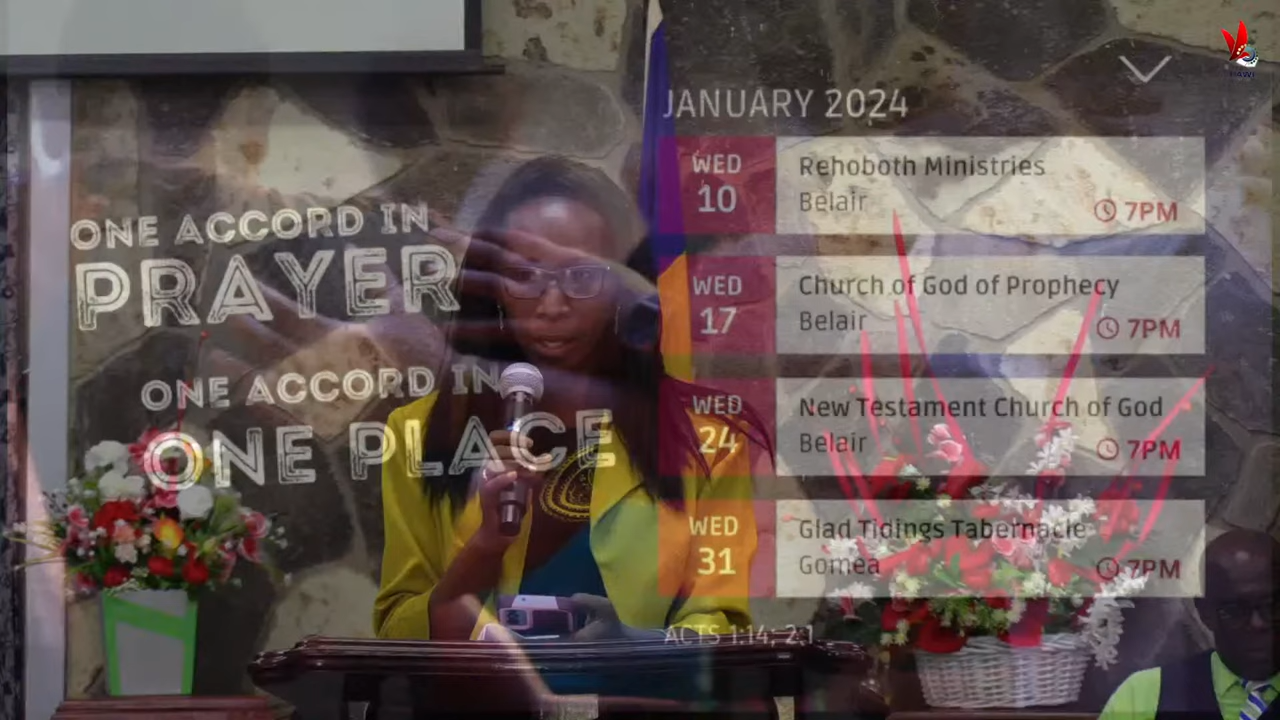 ONE ACCORD IN
PRAYER
ONE ACCORD IN
ONE PLACE
JANUARY 2024
WED
10
Rehoboth Ministries
Belair
7PM
WED
17
Church of God of Prophecy
Belair
7PM
WED
24
New Testament Church of God
Belair
7PM
WED
31
Glad Tidings Tabernacle
Gomea
7PM
ACTS 1:14; 2:1